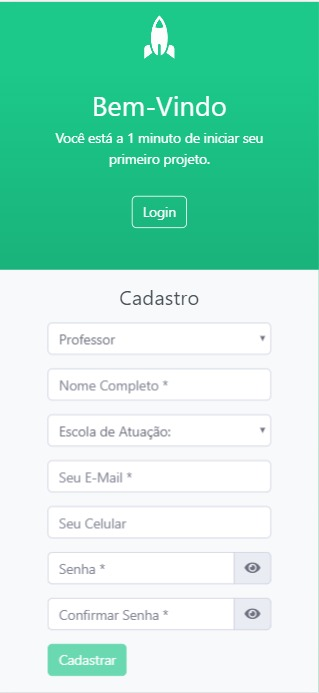 Bem-Vindo
Você está a 1 minuto de iniciar seu
primeiro projeto.
Login
Cadastro
Professor
Nome Completo *
Escola de Atuação:
Seu E-Mail *
Seu Celular
Senha *
Confirmar Senha *
Cadastrar